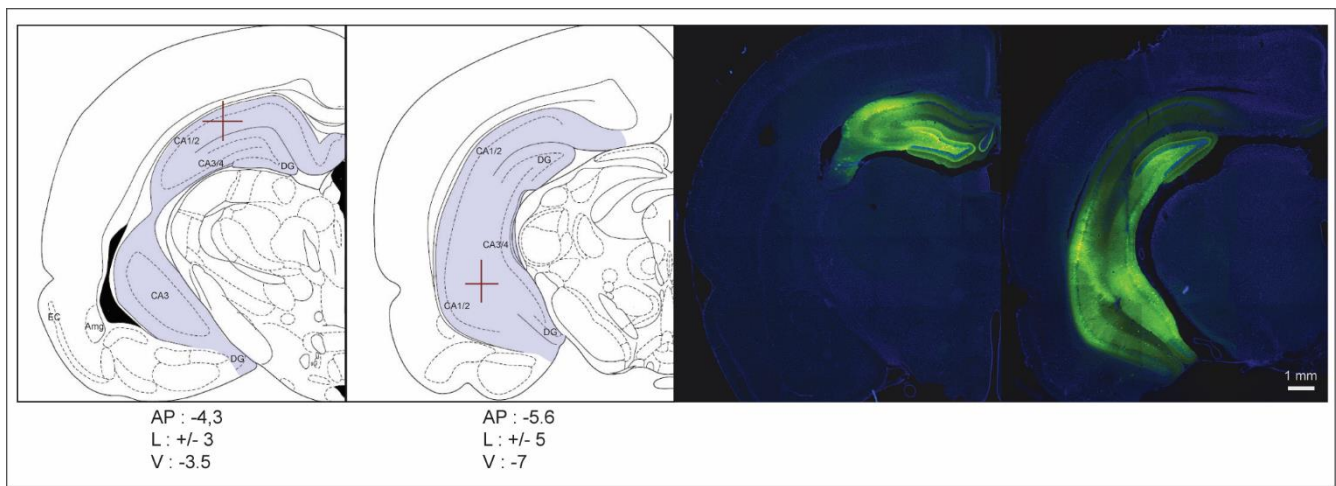 CA1/2
CA3/4
DG
CA3
EC
Amg
DG
AP : -4,3
L : +/- 3
V : -3.5
CA1/2
DG
CA3/4
CA1/2
DG
AP : -5.6
L : +/- 5
V : -7
1 mm